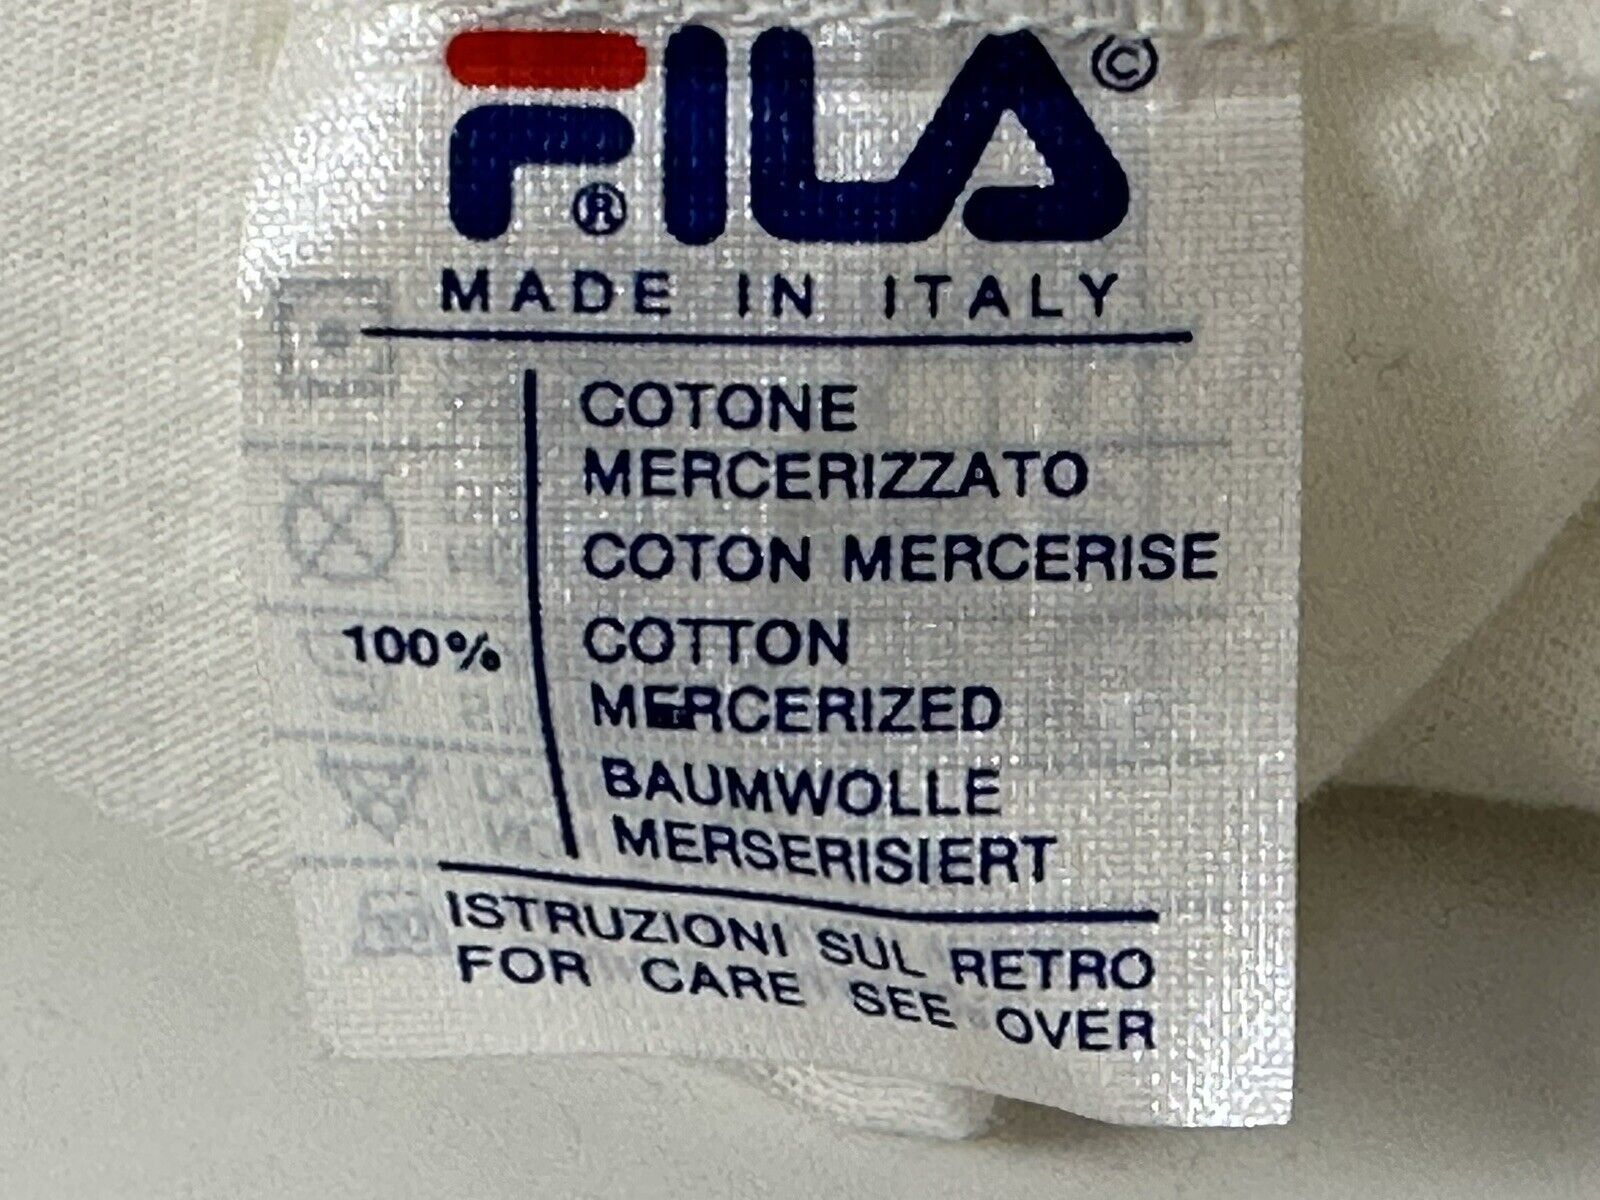 FILA ©
®
MADE IN ITALY
COTONE
MERCERIZZATO
COTON MERCERISE
100% COTTON
MERCERIZED
BAUMWOLLE
MERSERISIERT
ISTRUZIONI SUL RETRO
FOR CARE SEE OVER